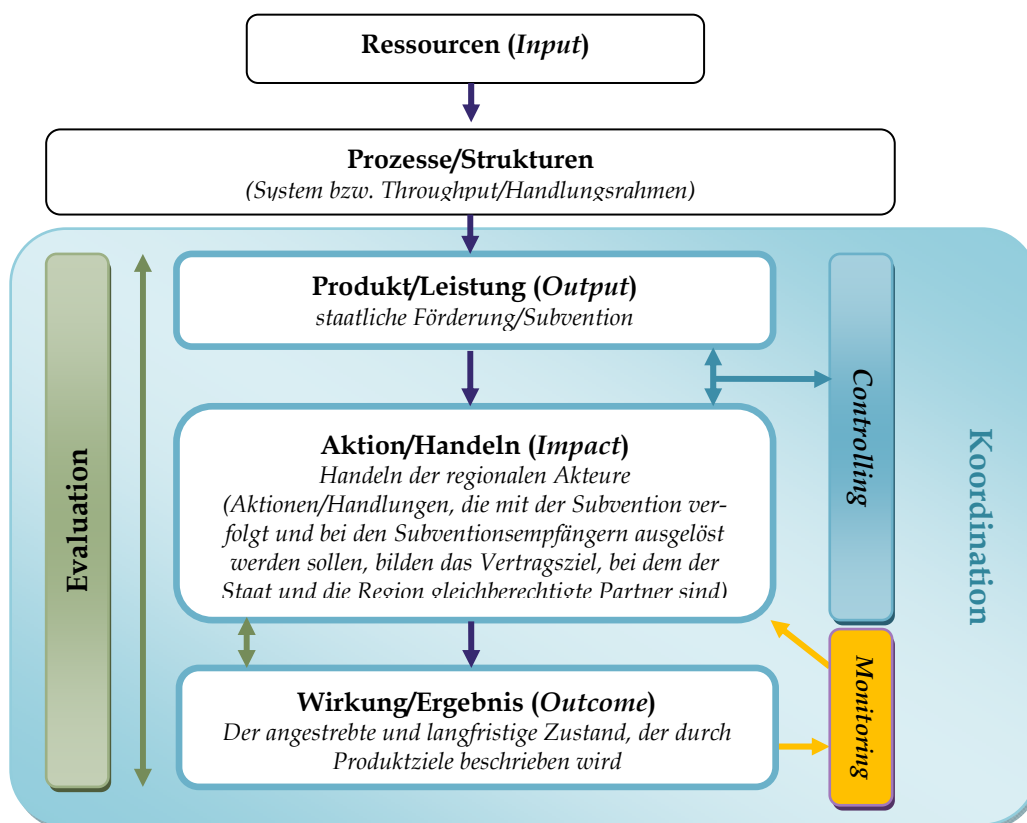 Ressourcen (Input)
Prozesse/Strukturen
(System bzw. Throughput/Handlungsrahmen)
Produkt/Leistung (Output)
staatliche Förderung/Subvention
Aktion/Handeln (Impact)
Handeln der regionalen Akteure
(Aktionen/Handlungen, die mit der Subvention ver-
folgt und bei den Subventionsempfängern ausgelöst
werden sollen, bilden das Vertragsziel, bei dem der
Staat und die Region gleichberechtigte Partner sind)
Wirkung/Ergebnis (Outcome)
Der angestrebte und langfristige Zustand, der durch
Produktziele beschrieben wird
Evaluation
Controlling
Monitoring
Koordination